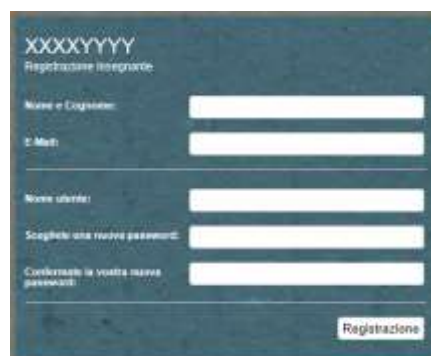 XXXXYYYY
Registrazione insegnante
Nome e Cognome:
E-Mail:
Nome utente:
Scegliete una nuova password:
Confermate la vostra nuova
password:
Registrazione